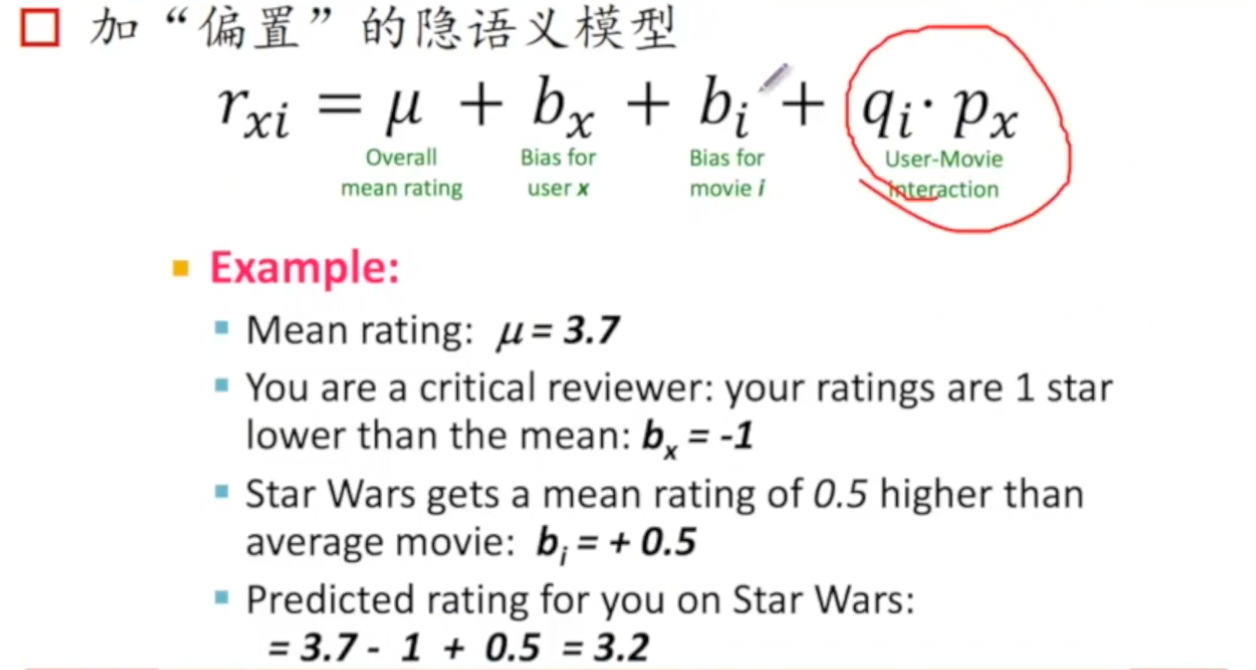 加“偏置”的隐语义模型
r_{xi} = μ + b_x + b_i + q_i · p_x
Overall mean rating
Bias for user x
Bias for movie i
User-Movie interaction
Example:
Mean rating: μ = 3.7
You are a critical reviewer: your ratings are 1 star
lower than the mean: b_x = -1
Star Wars gets a mean rating of 0.5 higher than
average movie: b_i = + 0.5
Predicted rating for you on Star Wars:
= 3.7 - 1 + 0.5 = 3.2